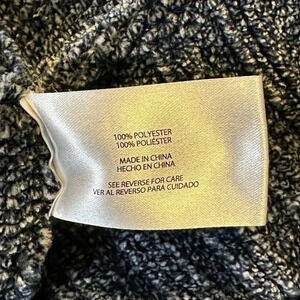 100% POLYESTER
100% POLIÉSTER
MADE IN CHINA
HECHO EN CHINA
SEE REVERSE FOR CARE
VER AL REVERSO PARA CUIDADO